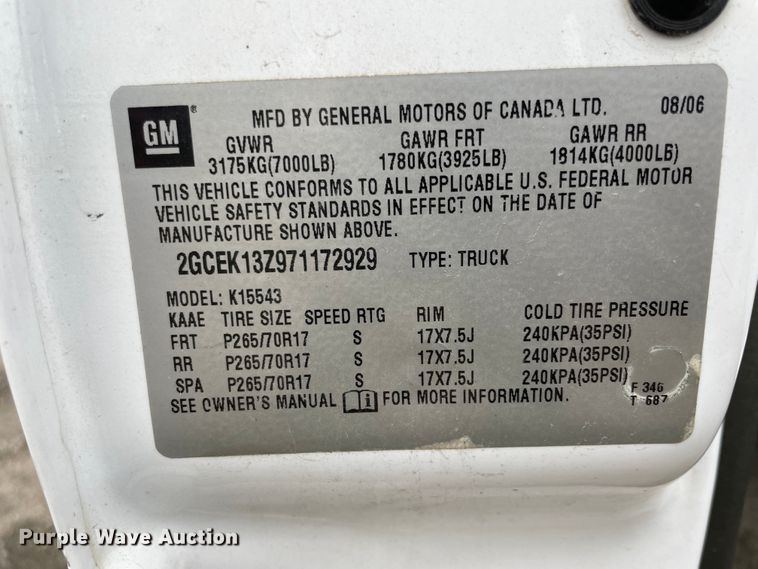 GM ® MFD BY GENERAL MOTORS OF CANADA LTD. 08/06
GVWR GAWR FRT GAWR RR
3175KG(7000LB) 1780KG(3925LB) 1814KG(4000LB)
THIS VEHICLE CONFORMS TO ALL APPLICABLE U.S. FEDERAL MOTOR
VEHICLE SAFETY STANDARDS IN EFFECT ON THE DATE OF
MANUFACTURE SHOWN ABOVE.
2GCEK13Z971172929 TYPE: TRUCK
MODEL: K15543
KAAE TIRE SIZE SPEED RTG RIM COLD TIRE PRESSURE
FRT P265/70R17 S 17X7.5J 240KPA(35PSI)
RR P265/70R17 S 17X7.5J 240KPA(35PSI)
SPA P265/70R17 S 17X7.5J 240KPA(35PSI)
F 346
SEE OWNER'S MANUAL i FOR MORE INFORMATION. T 687
Purple Wave Auction